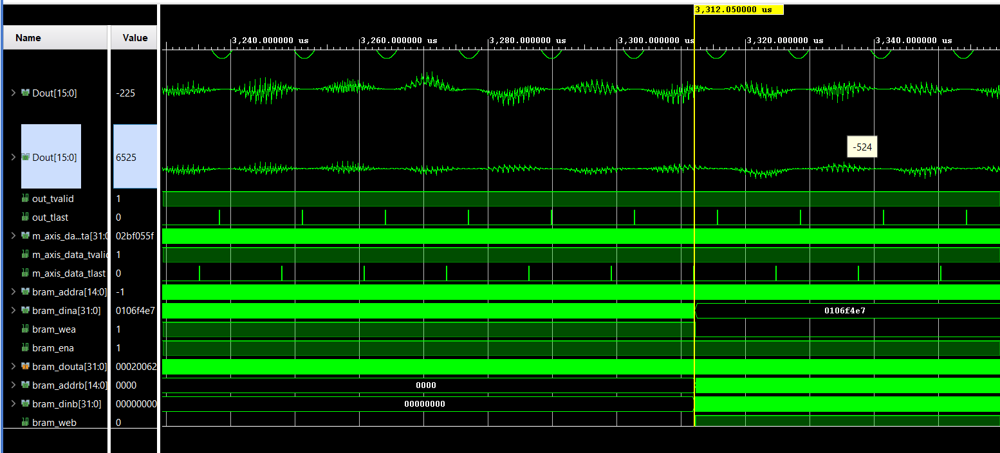 3,312.050000 us
Name Value
3,240.000000 us 3,260.000000 us 3,280.000000 us 3,300.000000 us 3,320.000000 us 3,340.000000 us
Dout[15:0] -225
Dout[15:0] 6525 -524
out_tvalid 1
out_tlast 0
m_axis_da...ta[31:0 02bf055f
m_axis_data_tvalid 1
m_axis_data_tlast 0
bram_addra[14:0] -1
bram_dina[31:0] 0106f4e7 0106f4e7
bram_wea 1
bram_ena 1
bram_douta[31:0] 00020062
bram_addrb[14:0] 0000 0000
bram_dinb[31:0] 00000000 00000000
bram_web 0